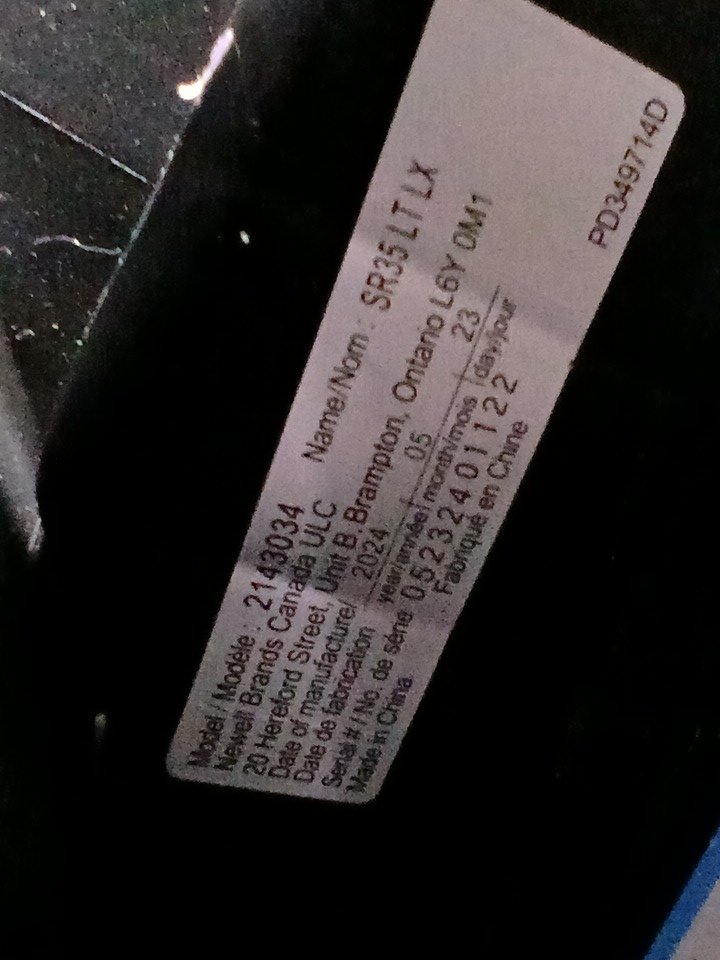 Model / Modèle : 2143034 Name/Nom : SR35 LT LX
Newell Brands Canada ULC
20 Hereford Street, Unit B. Brampton, Ontario L6Y 0M1
Date of manufacture/ 2024 05 23
Date de fabrication year/année month/mois day/jour
Serial # / No. de série 052324011 22
Made in China Fabriqué en Chine
PD349714D